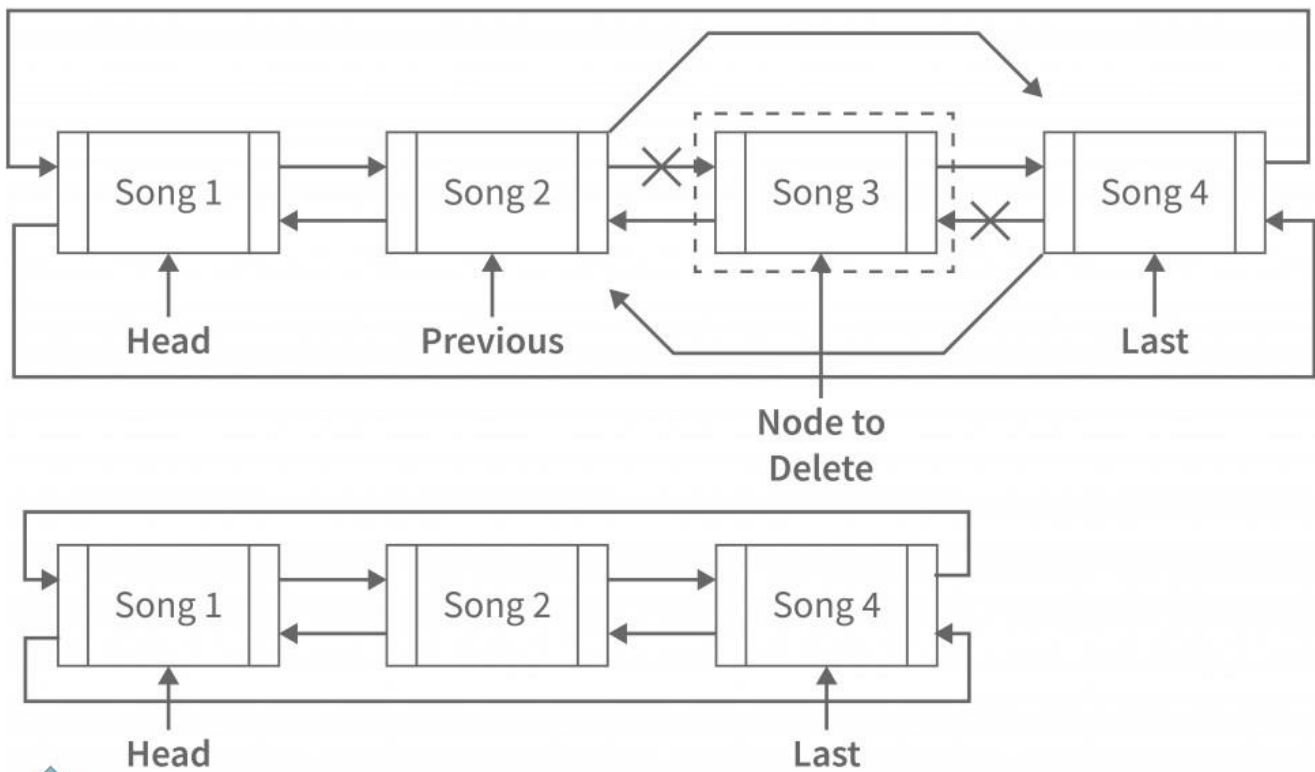 Song 1
Song 2
Song 3
Song 4
Head
Previous
Last
Node to
Delete
Song 1
Song 2
Song 4
Head
Last